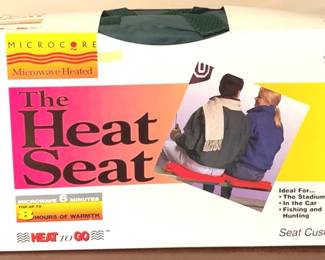 MICROCORE
Microwave Heated
The
Heat
Seat
MICROWAVE 6 MINUTES
FOR UP TO
8 HOURS OF WARMTH
HEAT TO GO
U
Ideal For...
• The Stadium
• In the Car
• Fishing and
Hunting
Seat Cus